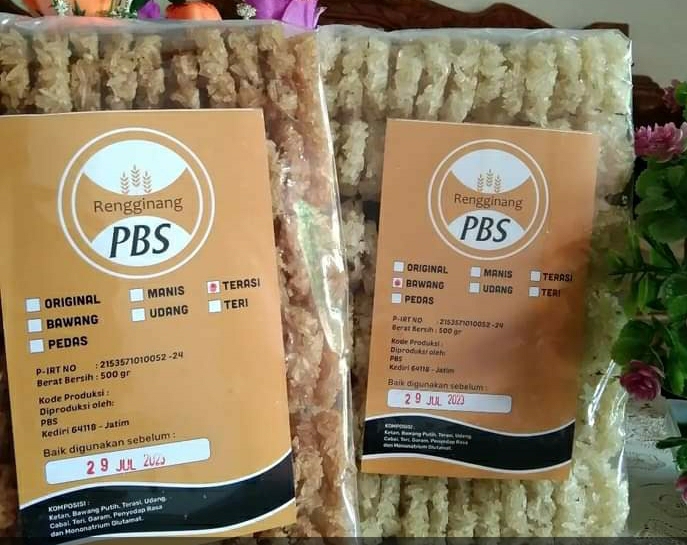 Rengginang
PBS
ORIGINAL
MANIS
TERASI
BAWANG
UDANG
TERI
PEDAS
P-IRT NO : 2153571010052 -24
Berat Bersih : 500 gr
Kode Produksi :
Diproduksi oleh:
PBS
Kediri 64118 - Jatim
Baik digunakan sebelum :
29 JUL 2023
KOMPOSISI :
Ketan, Bawang Putih, Terasi, Udang,
Cabai, Teri, Garam, Penyedap Rasa
dan Mononatrium Glutamat.
Rengginang
PBS
ORIGINAL
MANIS
TERASI
BAWANG
UDANG
TERI
PEDAS
P-IRT NO : 2153571010052 -24
Berat Bersih : 500 gr
Kode Produksi :
Diproduksi oleh:
PBS
Kediri 64118 - Jatim
Baik digunakan sebelum :
29 JUL 2023
KOMPOSISI :
Ketan, Bawang Putih, Terasi, Udang,
Cabai, Teri, Garam, Penyedap Rasa
dan Mononatrium Glutamat.